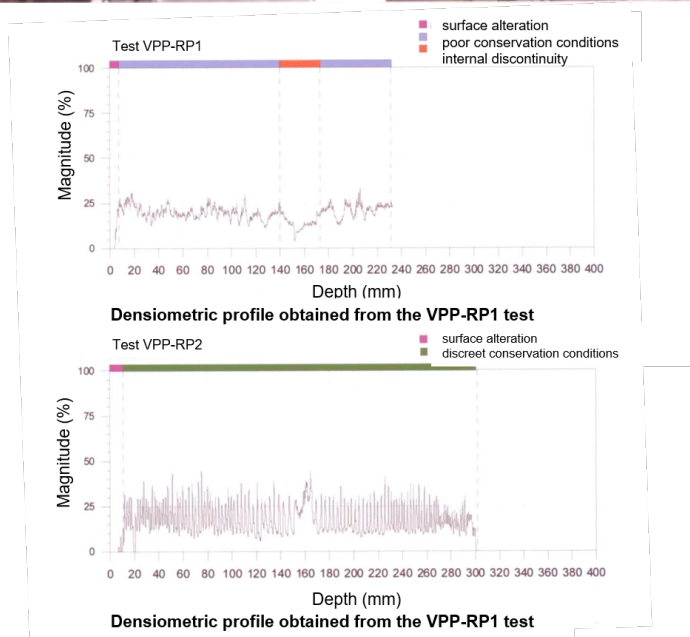 surface alteration
Test VPP-RP1
poor conservation conditions
internal discontinuity
100
75
50
25
0
Magnitude (%)
0 20 40 60 80 100 120 140 160 180 200 220 240 260 280 300 320 340 360 380 400
Depth (mm)
Densiometric profile obtained from the VPP-RP1 test
Test VPP-RP2
surface alteration
discreet conservation conditions
100
75
50
25
0
Magnitude (%)
0 20 40 60 80 100 120 140 160 180 200 220 240 260 280 300 320 340 360 380 400
Depth (mm)
Densiometric profile obtained from the VPP-RP1 test